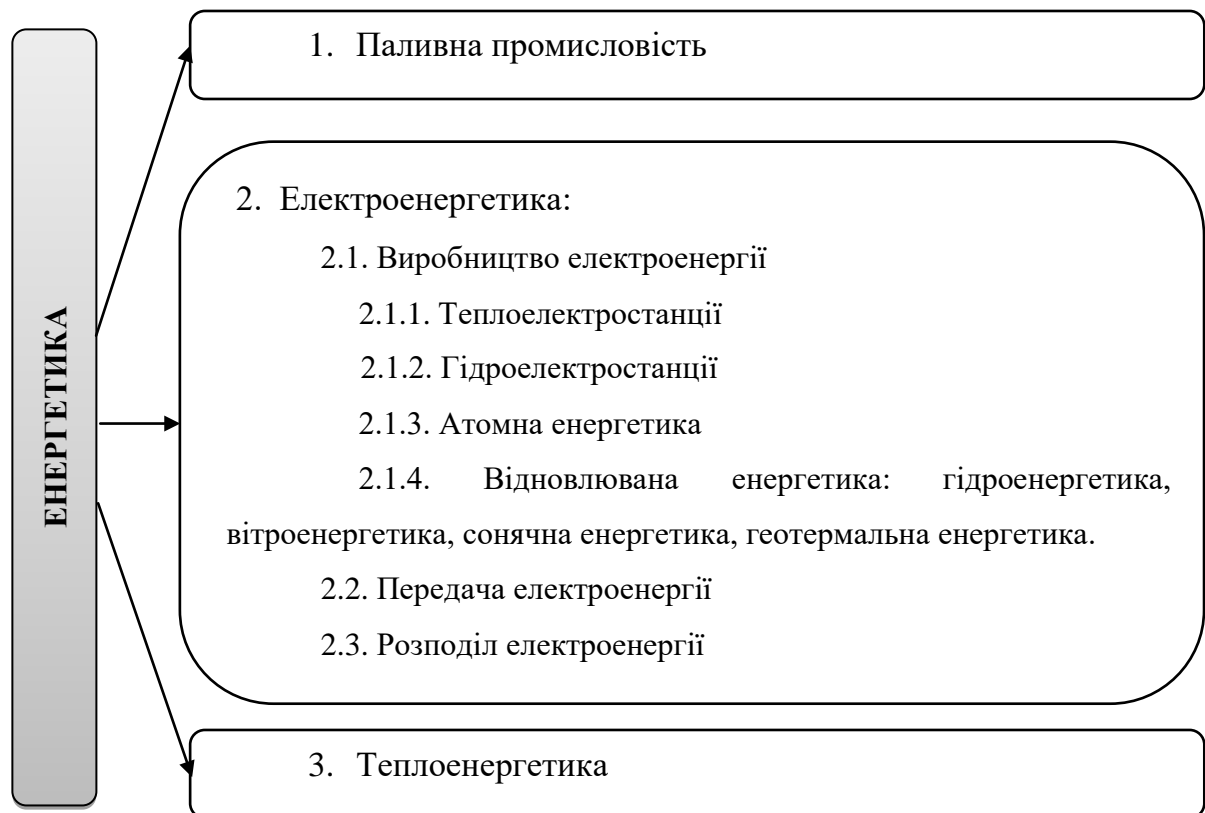 ЕНЕРГЕТИКА
1. Паливна промисловість
2. Електроенергетика:
2.1. Виробництво електроенергії
2.1.1. Теплоелектростанції
2.1.2. Гідроелектростанції
2.1.3. Атомна енергетика
2.1.4. Відновлювана енергетика: гідроенергетика,
вітроенергетика, сонячна енергетика, геотермальна енергетика.
2.2. Передача електроенергії
2.3. Розподіл електроенергії
3. Теплоенергетика